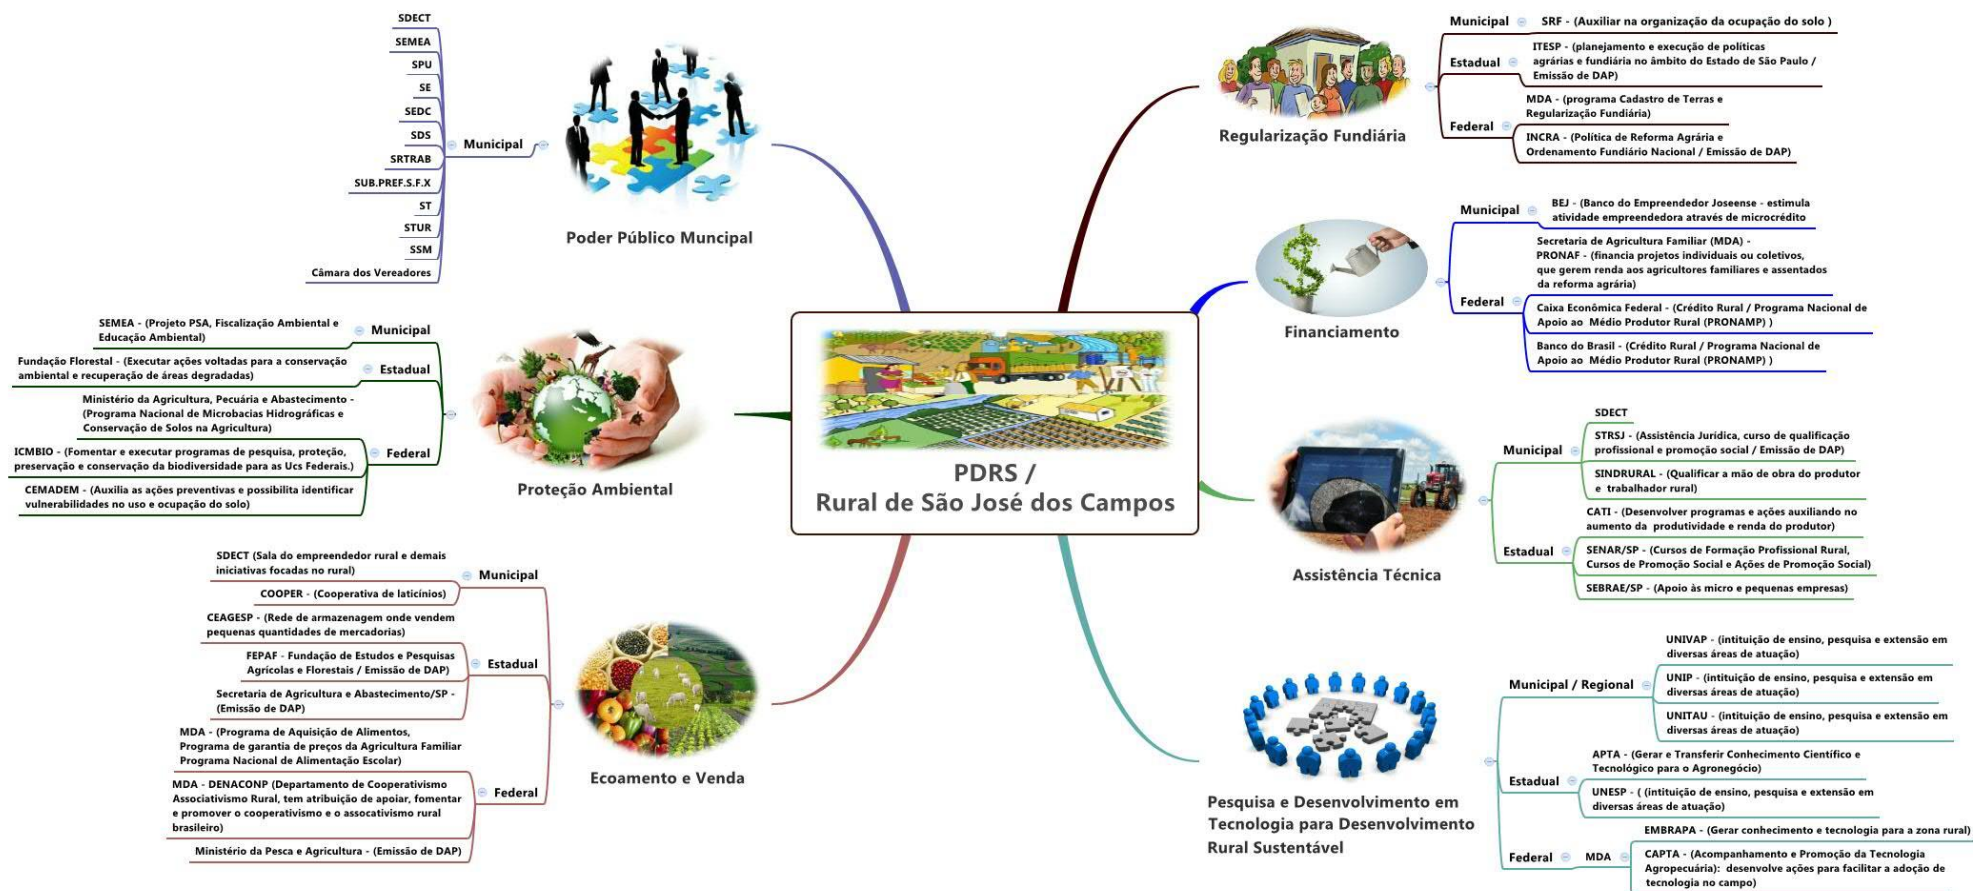 PDRS /
Rural de São José dos Campos
Poder Público Muncipal
Municipal
SDECT
SEMEA
SPU
SE
SEDC
SDS
SRTRAB
SUB.PREF.S.F.X
ST
STUR
SSM
Câmara dos Vereadores
Proteção Ambiental
Municipal
SEMEA - (Projeto PSA, Fiscalização Ambiental e
Educação Ambiental)
Estadual
Fundação Florestal - (Executar ações voltadas para a conservação
ambiental e recuperação de áreas degradadas)
Federal
Ministério da Agricultura, Pecuária e Abastecimento -
(Programa Nacional de Microbacias Hidrográficas e
Conservação de Solos na Agricultura)
ICMBIO - (Fomentar e executar programas de pesquisa, proteção,
preservação e conservação da biodiversidade para as Ucs Federais.)
CEMADEM - (Auxilia as ações preventivas e possibilita identificar
vulnerabilidades no uso e ocupação do solo)
Ecoamento e Venda
Municipal
SDECT (Sala do empreendedor rural e demais
iniciativas focadas no rural)
COOPER - (Cooperativa de laticínios)
Estadual
CEAGESP - (Rede de armazenagem onde vendem
pequenas quantidades de mercadorias)
FEPAF - Fundação de Estudos e Pesquisas
Agrícolas e Florestais / Emissão de DAP)
Secretaria de Agricultura e Abastecimento/SP -
(Emissão de DAP)
Federal
MDA - (Programa de Aquisição de Alimentos,
Programa de garantia de preços da Agricultura Familiar
Programa Nacional de Alimentação Escolar)
MDA - DENACONP (Departamento de Cooperativismo
Associativismo Rural, tem atribuição de apoiar, fomentar
e promover o cooperativismo e o assocativismo rural
brasileiro)
Ministério da Pesca e Agricultura - (Emissão de DAP)
Regularização Fundiária
Municipal
SRF - (Auxiliar na organização da ocupação do solo )
Estadual
ITESP - (planejamento e execução de políticas
agrárias e fundiária no âmbito do Estado de São Paulo /
Emissão de DAP)
Federal
MDA - (programa Cadastro de Terras e
Regularização Fundiária)
INCRA - (Política de Reforma Agrária e
Ordenamento Fundiário Nacional / Emissão de DAP)
Financiamento
Municipal
BEJ - (Banco do Empreendedor Joseense - estimula
atividade empreendedora através de microcrédito
Federal
Secretaria de Agricultura Familiar (MDA) -
PRONAF - (financia projetos individuais ou coletivos,
que gerem renda aos agricultores familiares e assentados
da reforma agrária)
Caixa Econômica Federal - (Crédito Rural / Programa Nacional de
Apoio ao Médio Produtor Rural (PRONAMP) )
Banco do Brasil - (Crédito Rural / Programa Nacional de
Apoio ao Médio Produtor Rural (PRONAMP) )
Assistência Técnica
Municipal
SDECT
STRSJ - (Assistência Jurídica, curso de qualificação
profissional e promoção social / Emissão de DAP)
SINDRURAL - (Qualificar a mão de obra do produtor
e trabalhador rural)
Estadual
CATI - (Desenvolver programas e ações auxiliando no
aumento da produtividade e renda do produtor)
SENAR/SP - (Cursos de Formação Profissional Rural,
Cursos de Promoção Social e Ações de Promoção Social)
SEBRAE/SP - (Apoio às micro e pequenas empresas)
Pesquisa e Desenvolvimento em
Tecnologia para Desenvolvimento
Rural Sustentável
Municipal / Regional
UNIVAP - (intituição de ensino, pesquisa e extensão em
diversas áreas de atuação)
UNIP - (intituição de ensino, pesquisa e extensão em
diversas áreas de atuação)
UNITAU - (intituição de ensino, pesquisa e extensão em
diversas áreas de atuação)
Estadual
APTA - (Gerar e Transferir Conhecimento Científico e
Tecnológico para o Agronegócio)
UNESP - ( (intituição de ensino, pesquisa e extensão em
diversas áreas de atuação)
Federal
MDA
EMBRAPA - (Gerar conhecimento e tecnologia para a zona rural)
CAPTA - (Acompanhamento e Promoção da Tecnologia
Agropecuária): desenvolve ações para facilitar a adoção de
tecnologia no campo)